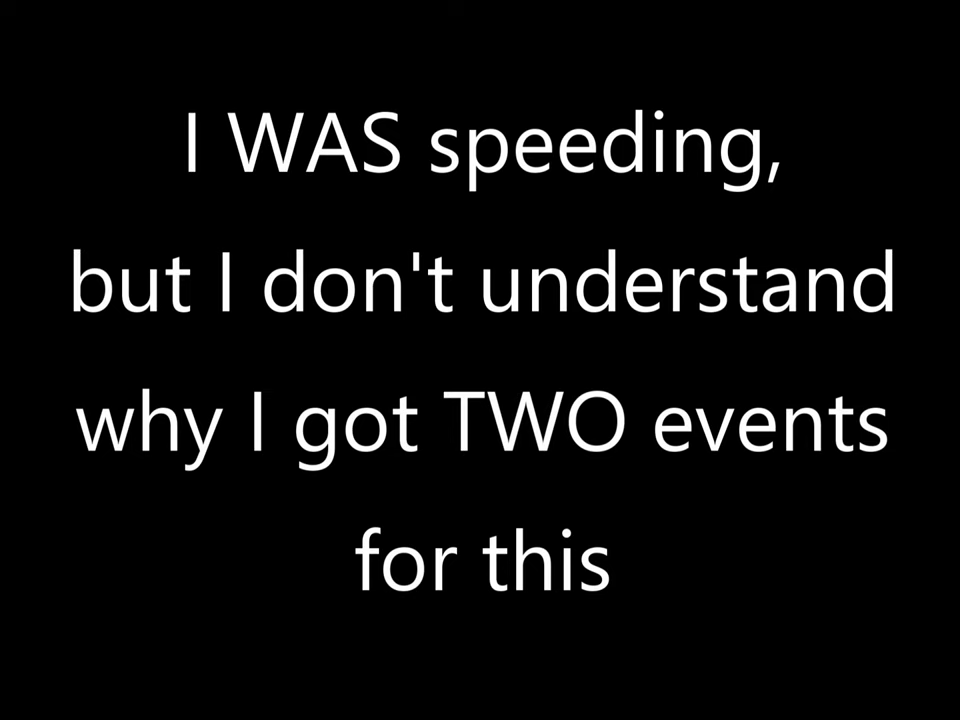 I WAS speeding,
but I don't understand
why I got TWO events
for this